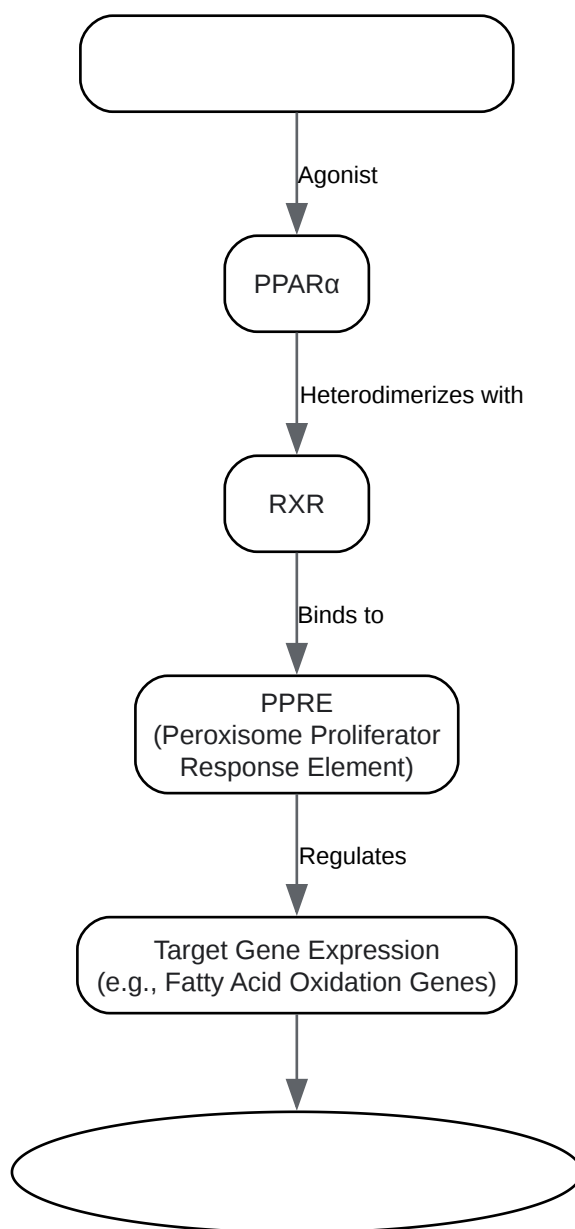 Agonist
PPARα
Heterodimerizes with
RXR
Binds to
PPRE
(Peroxisome Proliferator
Response Element)
Regulates
Target Gene Expression
(e.g., Fatty Acid Oxidation Genes)